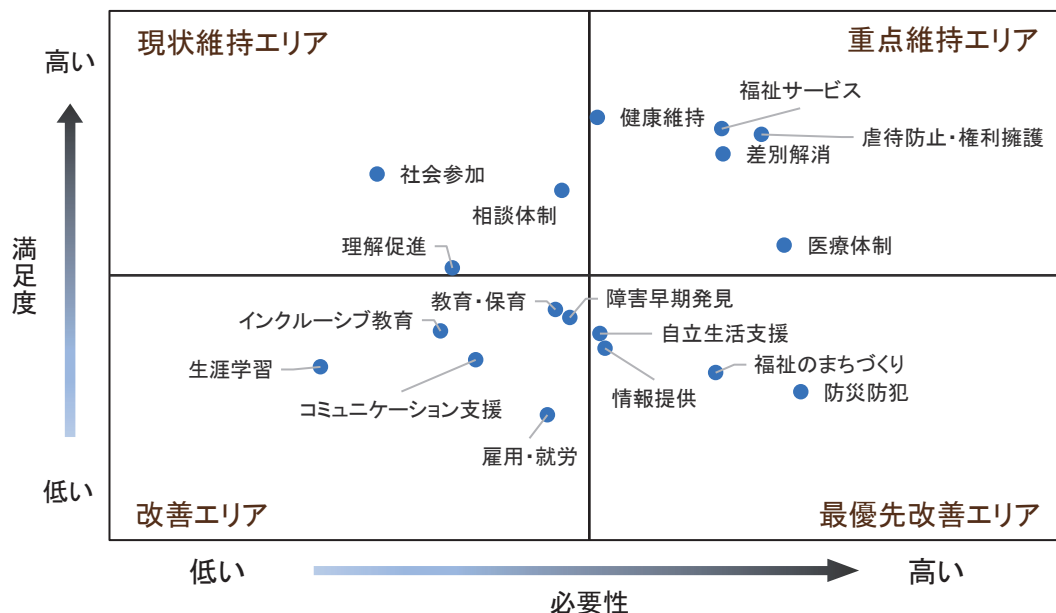 現状維持エリア
重点維持エリア
高い
福祉サービス
健康維持
虐待防止・権利擁護
差別解消
社会参加
相談体制
理解促進
医療体制
満足度
教育・保育
障害早期発見
インクルーシブ教育
自立生活支援
生涯学習
福祉のまちづくり
コミュニケーション支援
情報提供
防災防犯
雇用・就労
低い
改善エリア
最優先改善エリア
低い
高い
必要性